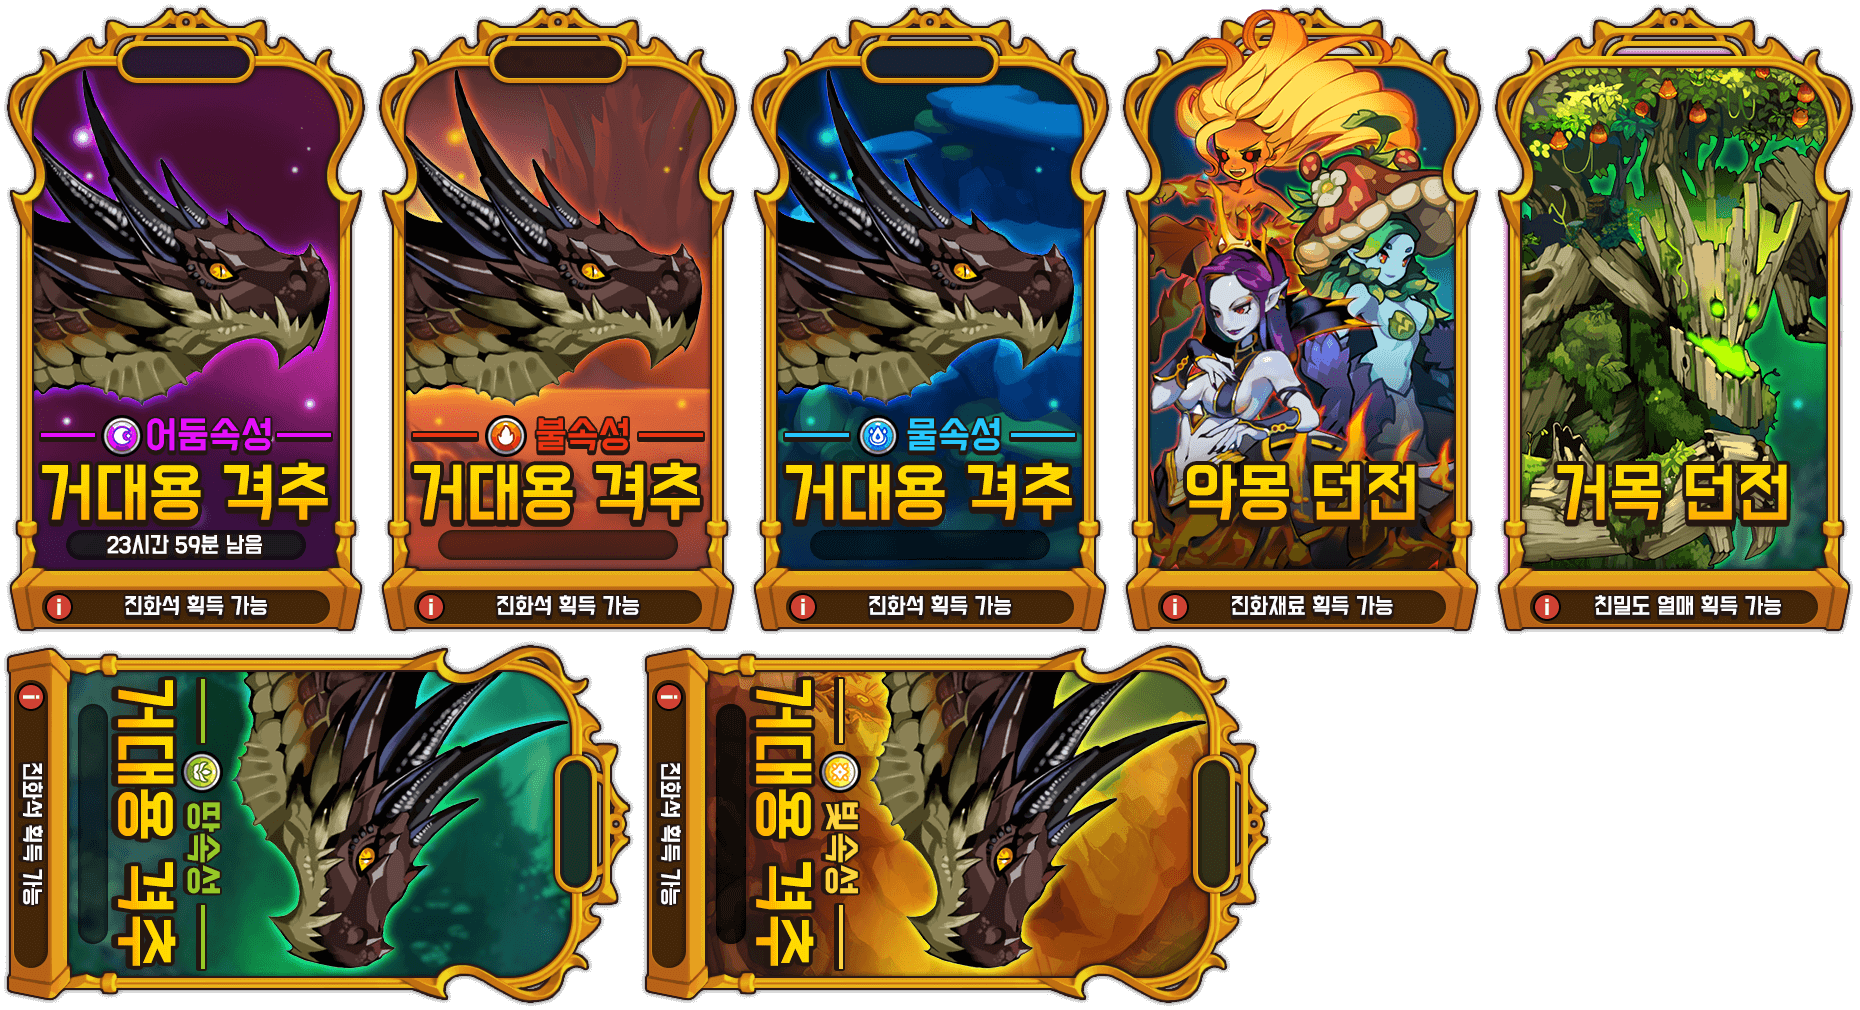 어둠속성
거대용 격추
23시간 59분 남음
i 진화석 획득 가능
불속성
거대용 격추
i 진화석 획득 가능
물속성
거대용 격추
i 진화석 획득 가능
악몽 던전
i 진화재료 획득 가능
거목 던전
i 친밀도 열매 획득 가능
땅속성
거대용 격추
i 진화석 획득 가능
빛속성
거대용 격추
i 진화석 획득 가능